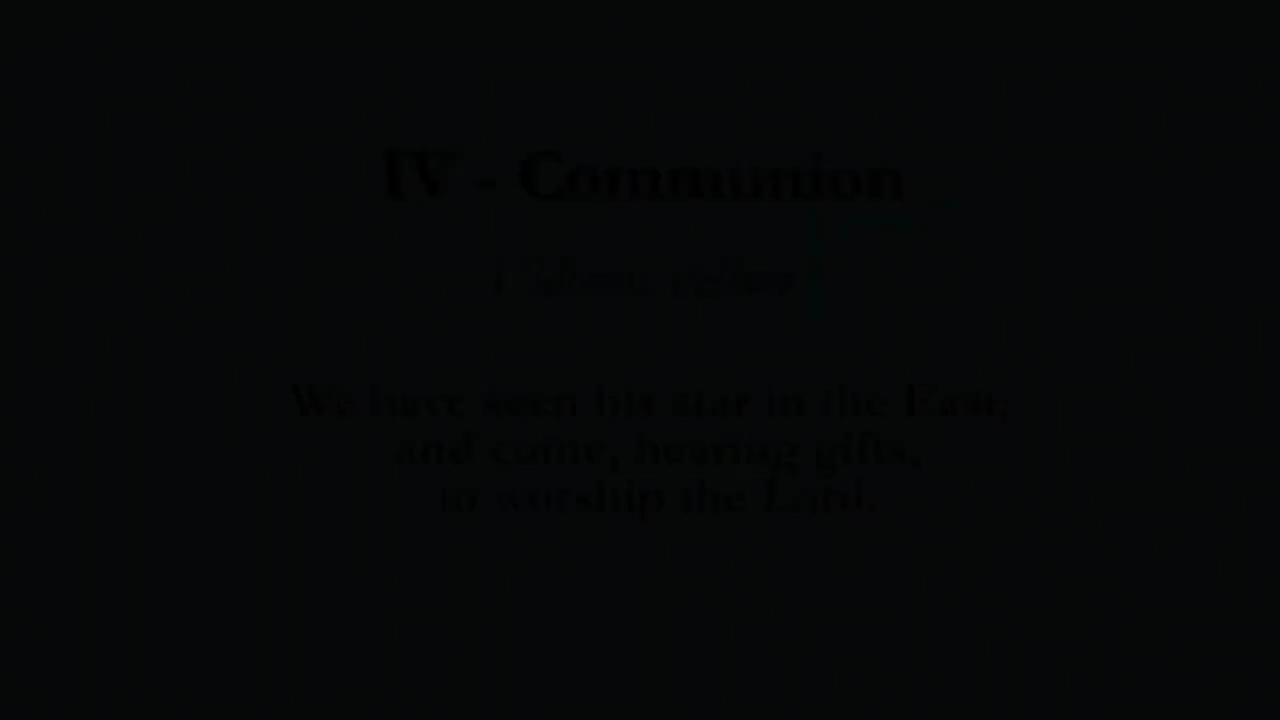 IV - Communion
We have seen his star in the East,
and come, bearing gifts,
to worship the Lord.